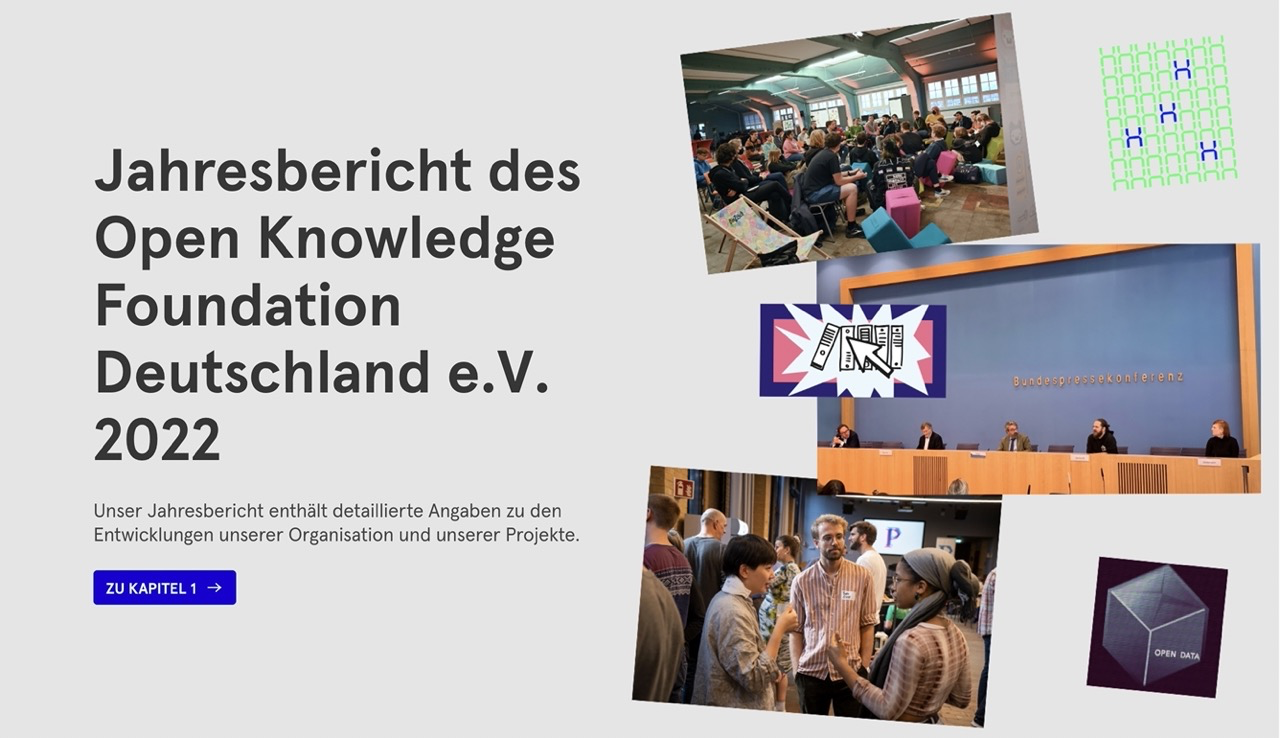 Jahresbericht des
Open Knowledge
Foundation
Deutschland e.V.
2022
Unser Jahresbericht enthält detaillierte Angaben zu den
Entwicklungen unserer Organisation und unserer Projekte.
ZU KAPITEL 1 →
Bundespressekonferenz
P
OPEN DATA